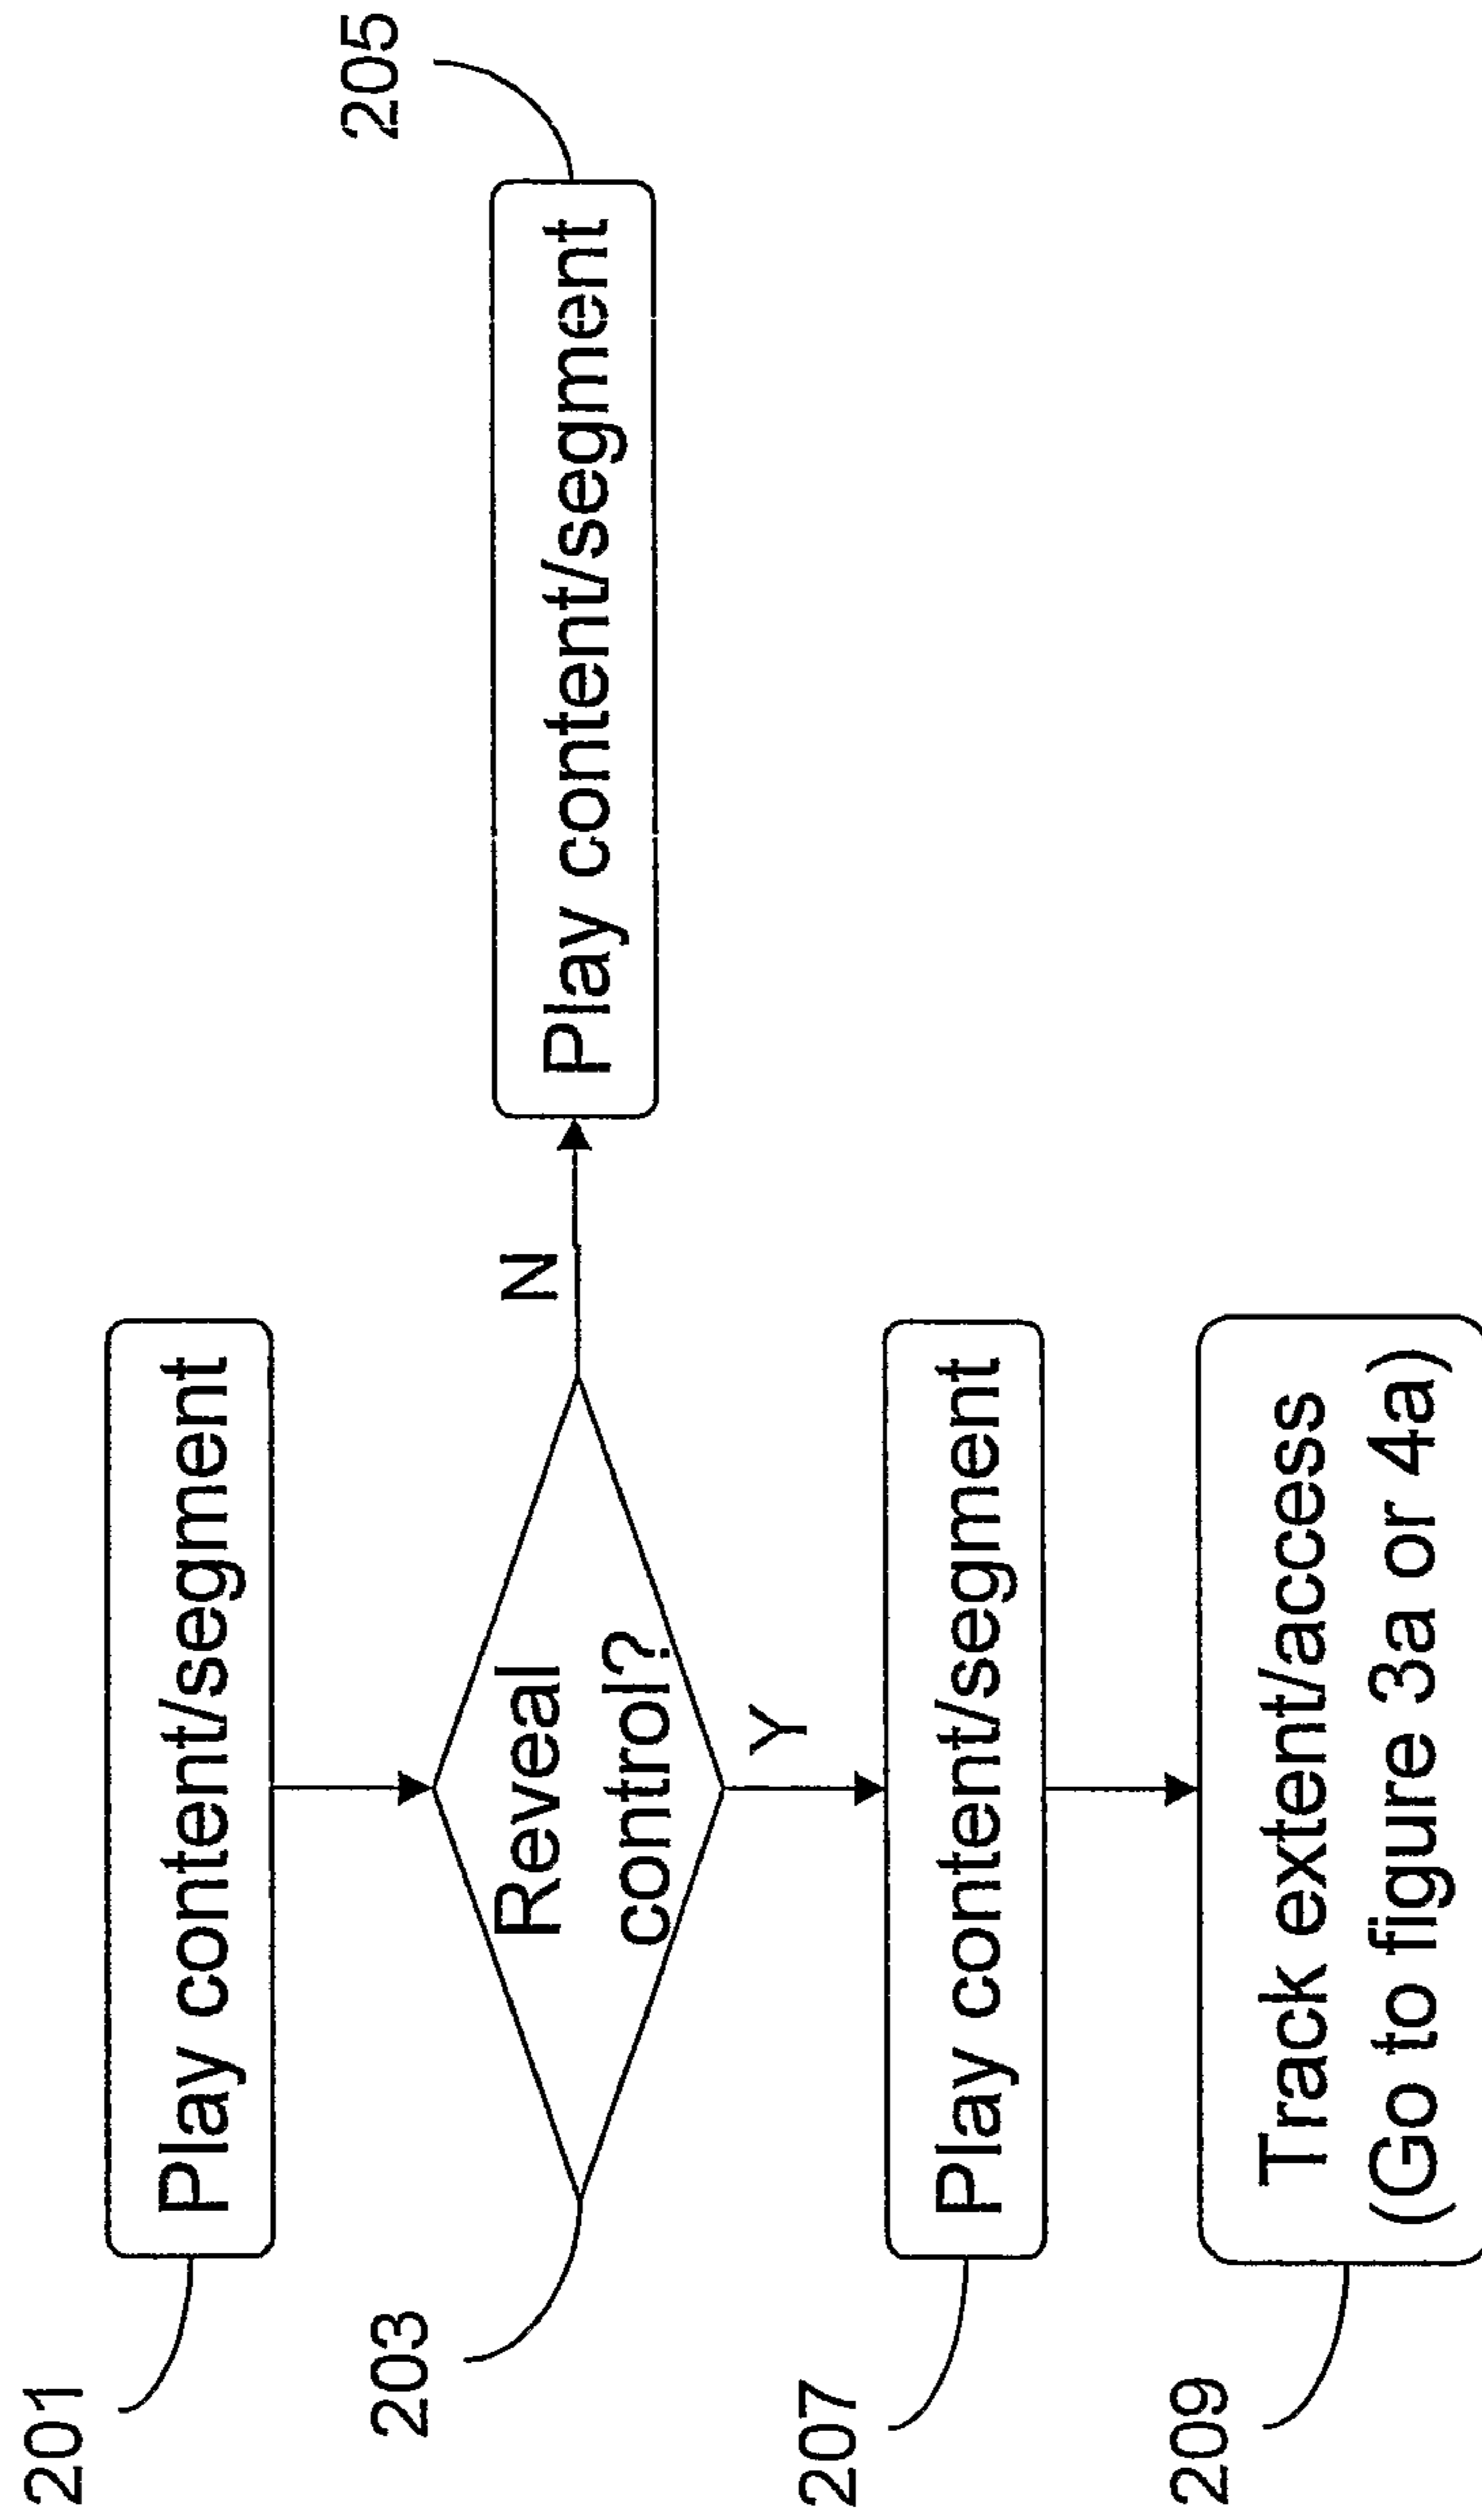 201
Play content/segment
203
Reveal
control?
N
Play content/segment
205
Y
207
Play content/segment
209
Track extent/access
(Go to figure 3a or 4a)